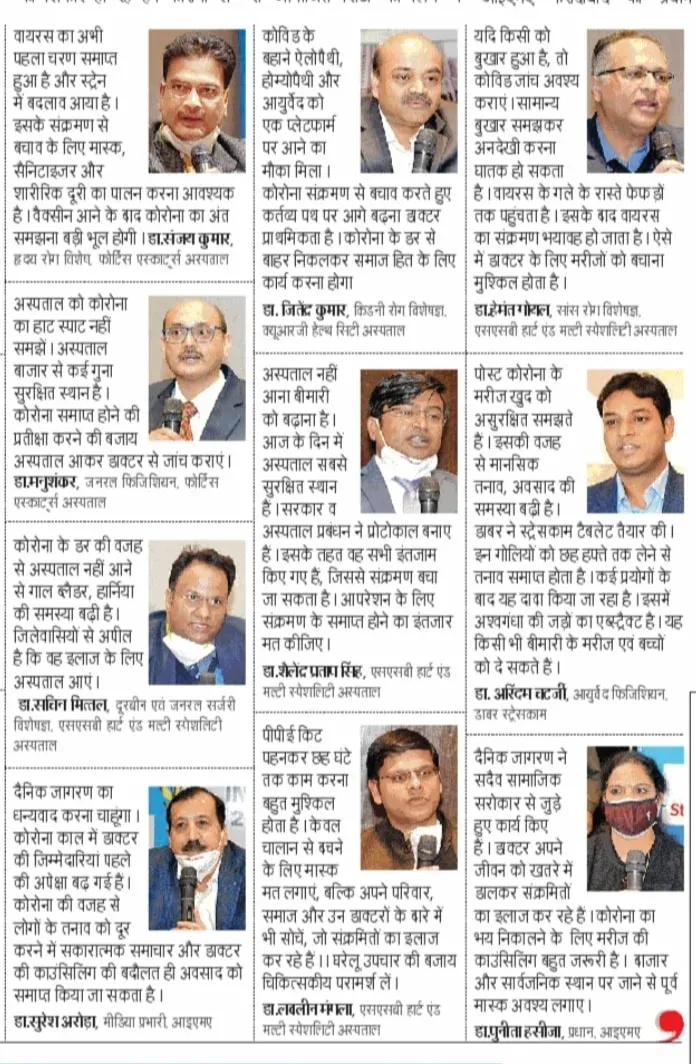 वायरस का अभी
पहला चरण समाप्त
हुआ है और स्ट्रेन
में बदलाव आया है।
इसके संक्रमण से
बचाव के लिए मास्क,
सैनिटाइजर और
शारीरिक दूरी का पालन करना आवश्यक
है। वैक्सीन आने के बाद कोरोना का अंत
समझना बड़ी भूल होगी। डा.संजय कुमार,
हृदय रोग विशेष, फोर्टिस एस्कार्ट्स अस्पताल
अस्पताल को कोरोना
का हाट स्पाट नहीं
समझें। अस्पताल
बाजार से कई गुना
सुरक्षित स्थान है।
कोरोना समाप्त होने की
प्रतीक्षा करने की बजाय
अस्पताल आकर डाक्टर से जांच कराएं।
डा.मनुशंकर, जनरल फिजिशियन, फोर्टिस
एस्कार्ट्स अस्पताल
कोरोना के डर की वजह
से अस्पताल नहीं आने
से गाल ब्लैडर, हार्निया
की समस्या बढ़ी है।
जिलेवासियों से अपील
है कि वह इलाज के लिए
अस्पताल आएं।
डा.सचिन मित्तल, दूरबीन एवं जनरल सर्जरी
विशेषज्ञ, एसएसबी हार्ट एंड मल्टी स्पेशलिटी
अस्पताल
दैनिक जागरण का
धन्यवाद करना चाहूंगा।
कोरोना काल में डाक्टर
की जिम्मेदारियां पहले
की अपेक्षा बढ़ गई हैं।
कोरोना की वजह से
लोगों के तनाव को दूर
करने में सकारात्मक समाचार और डाक्टर
की काउंसिलिंग की बदौलत ही अवसाद को
समाप्त किया जा सकता है।
डा.सुरेश अरोड़ा, मीडिया प्रभारी, आइएमए
कोविड के
बहाने ऐलोपैथी,
होम्योपैथी और
आयुर्वेद को
एक प्लेटफार्म
पर आने का
मौका मिला।
कोरोना संक्रमण से बचाव करते हुए
कर्तव्य पथ पर आगे बढ़ना डाक्टर
प्राथमिकता है। कोरोना के डर से
बाहर निकलकर समाज हित के लिए
कार्य करना होगा
डा. जितेंद्र कुमार, किडनी रोग विशेषज्ञ,
क्यूआरजी हेल्थ सिटी अस्पताल
अस्पताल नहीं
आना बीमारी
को बढ़ाना है।
आज के दिन में
अस्पताल सबसे
सुरक्षित स्थान
हैं। सरकार व
अस्पताल प्रबंधन ने प्रोटोकाल बनाए
हैं। इसके तहत वह सभी इंतजाम
किए गए हैं, जिससे संक्रमण बचा
जा सकता है। आपरेशन के लिए
संक्रमण के समाप्त होने का इंतजार
मत कीजिए।
डा.शैलेंद्र प्रताप सिंह, एसएसबी हार्ट एंड
मल्टी स्पेशलिटी अस्पताल
पीपीई किट
पहनकर छह घंटे
तक काम करना
बहुत मुश्किल
होता है। केवल
चालान से बचने
के लिए मास्क
मत लगाएं, बल्कि अपने परिवार,
समाज और उन डाक्टरों के बारे में
भी सोचें, जो संक्रमितों का इलाज
कर रहे हैं।। घरेलू उपचार की बजाय
चिकित्सकीय परामर्श लें।
डा.लवलीन मंगला, एसएसबी हार्ट एंड
मल्टी स्पेशलिटी अस्पताल
यदि किसी को
बुखार हुआ है, तो
कोविड जांच अवश्य
कराएं। सामान्य
बुखार समझकर
अनदेखी करना
घातक हो सकता
है। वायरस के गले के रास्ते फेफड़ों
तक पहुंचता है। इसके बाद वायरस
का संक्रमण भयावह हो जाता है। ऐसे
में डाक्टर के लिए मरीजों को बचाना
मुश्किल होता है।
डा.हेमंत गोयल, सांस रोग विशेषज्ञ,
एसएसबी हार्ट एंड मल्टी स्पेशलिटी अस्पताल
पोस्ट कोरोना के
मरीज खुद को
असुरक्षित समझते
हैं। इसकी वजह
से मानसिक
तनाव, अवसाद की
समस्या बढ़ी है।
डाबर ने स्ट्रेसकाम टैबलेट तैयार की।
इन गोलियों को छह हफ्ते तक लेने से
तनाव समाप्त होता है। कई प्रयोगों के
बाद यह दावा किया जा रहा है। इसमें
अश्वगंधा की जड़ों का एब्स्ट्रैक्ट है। यह
किसी भी बीमारी के मरीज एवं बच्चों
को दे सकते हैं।
डा. अरिंदम चटर्जी, आयुर्वेद फिजिशियन,
डाबर स्ट्रेसकाम
दैनिक जागरण ने
सदैव सामाजिक
सरोकार से जुड़े
हुए कार्य किए
हैं। डाक्टर अपने
जीवन को खतरे में
डालकर संक्रमितों
का इलाज कर रहे हैं। कोरोना का
भय निकालने के लिए मरीज की
काउंसिलिंग बहुत जरूरी है। बाजार
और सार्वजनिक स्थान पर जाने से पूर्व
मास्क अवश्य लगाए।
डा.पुनीता हसीजा, प्रधान, आइएमए